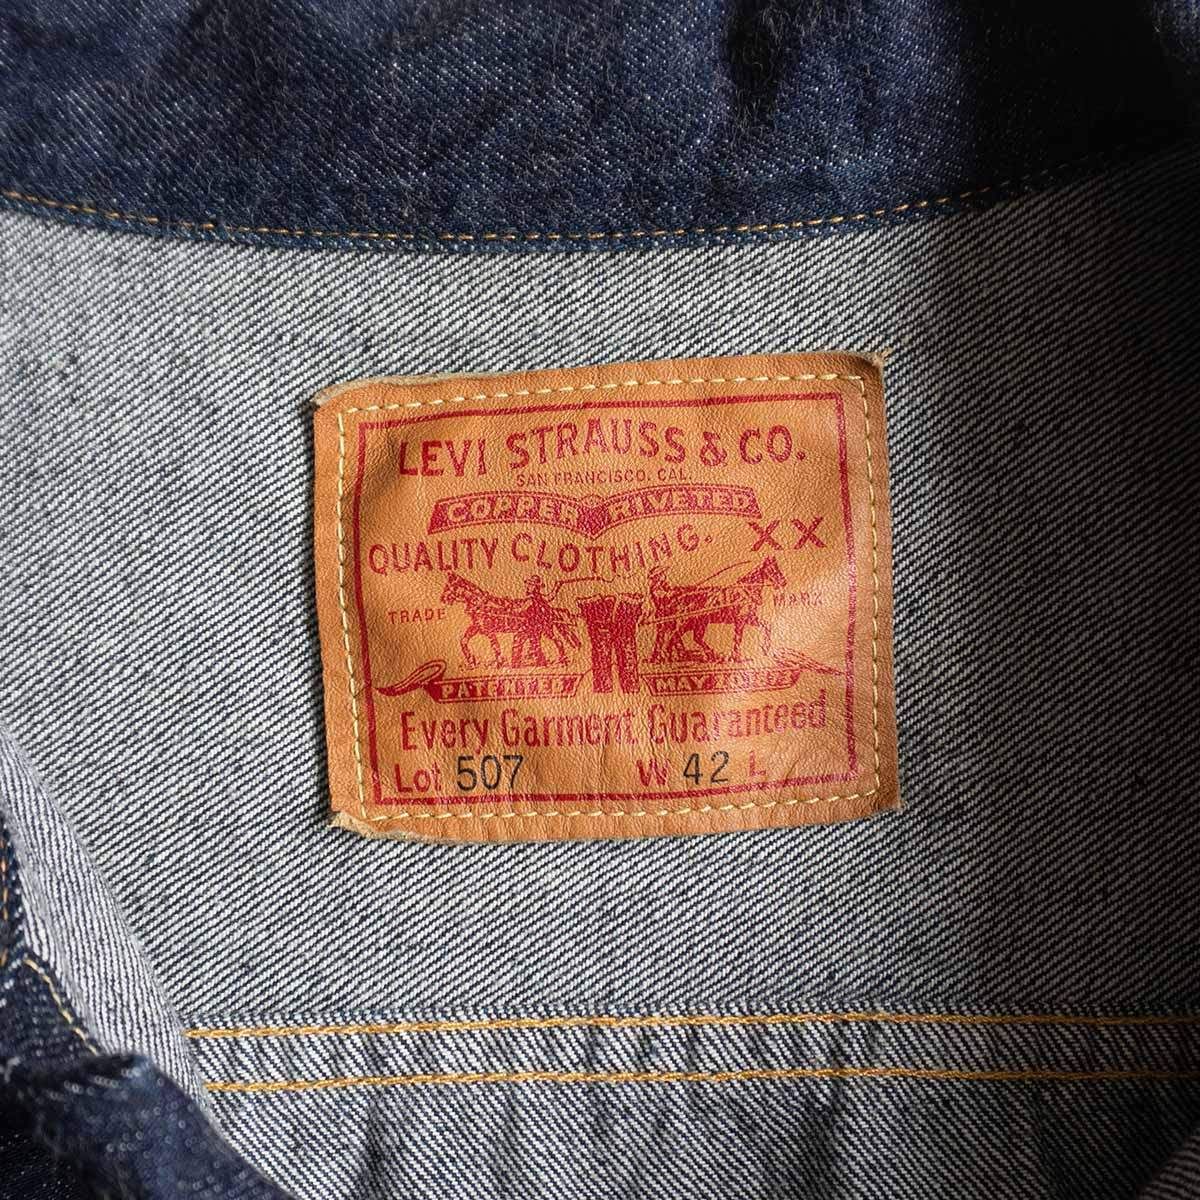 LEVI STRAUSS & CO.
SAN FRANCISCO, CAL.
COPPER RIVETED
QUALITY CLOTHING. XX
TRADE MARK
PATENTED MAY 20 1873
Every Garment Guaranteed.
Lot 507 W 42 L